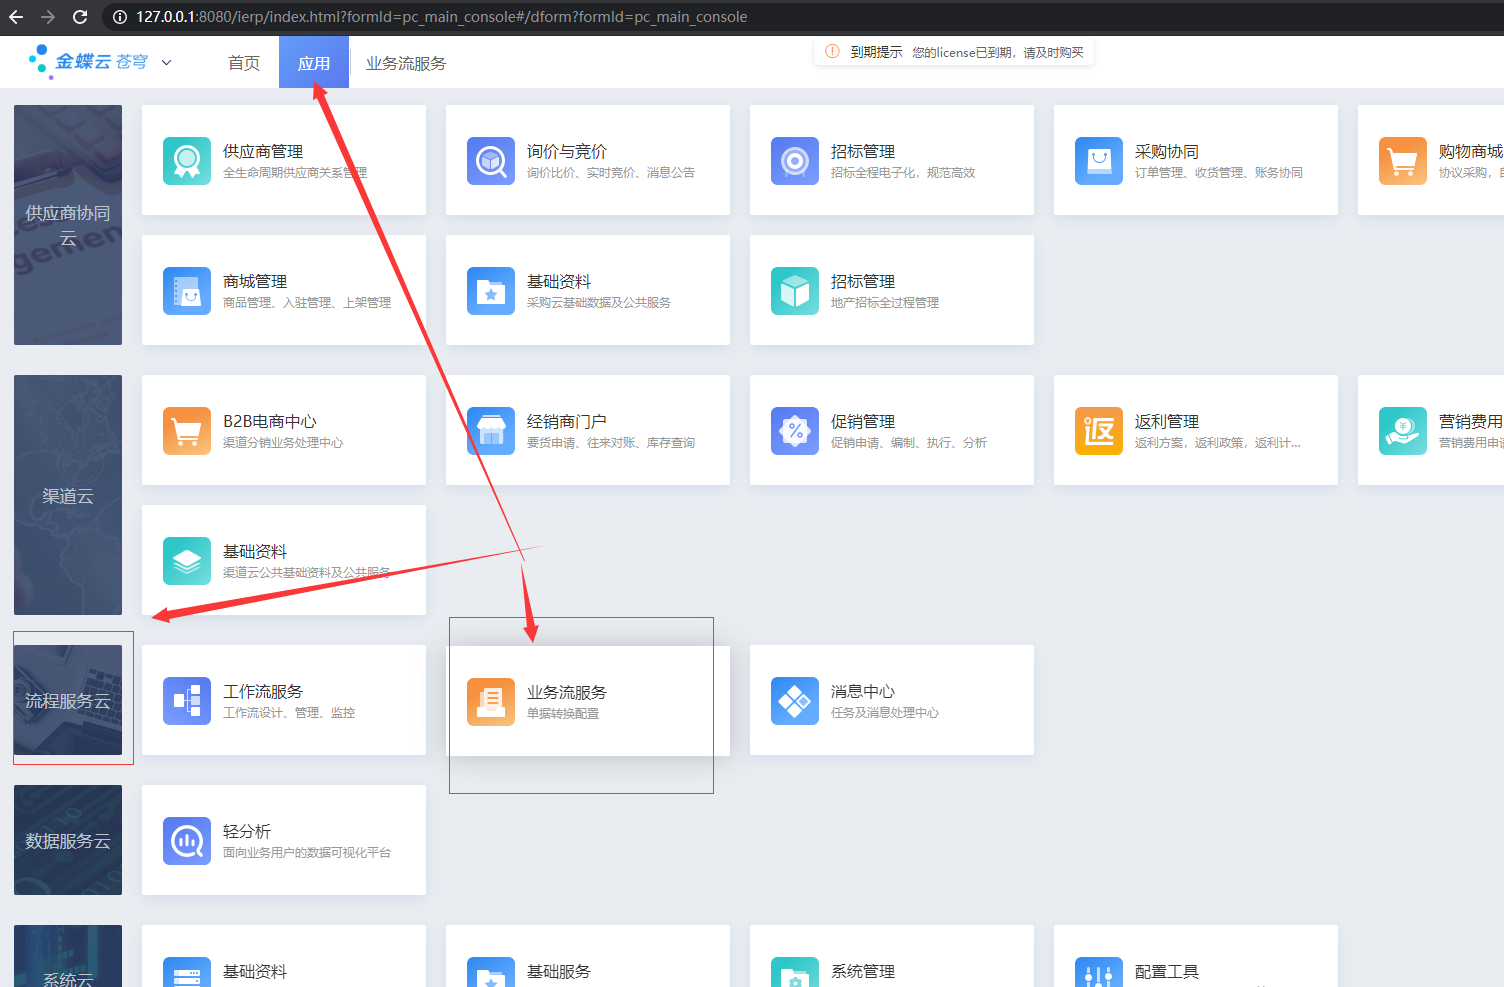 127.0.0.1:8080/ierp/index.html?formId=pc_main_console#/dform?formId=pc_main_console
金蝶云 苍穹
首页
应用
业务流服务
到期提示 您的license已到期，请及时购买
供应商协同
云
供应商管理
全生命周期供应商关系管理
询价与竞价
询价比价、实时竞价、消息公告
招标管理
招标全程电子化，规范高效
采购协同
订单管理、收货管理、账务协同
购物商城
协议采购，
商城管理
商品管理、入驻管理、上架管理
基础资料
采购云基础数据及公共服务
招标管理
地产招标全过程管理
渠道云
B2B电商中心
渠道分销业务处理中心
经销商门户
要货申请、往来对账、库存查询
促销管理
促销申请、编制、执行、分析
返
返利管理
返利方案，返利政策，返利计...
营销费用
营销费用申请
基础资料
渠道云公共基础资料及公共服务
流程服务云
工作流服务
工作流设计、管理、监控
业务流服务
单据转换配置
消息中心
任务及消息处理中心
数据服务云
轻分析
面向业务用户的数据可视化平台
系统云
基础资料
基础服务
系统管理
配置工具